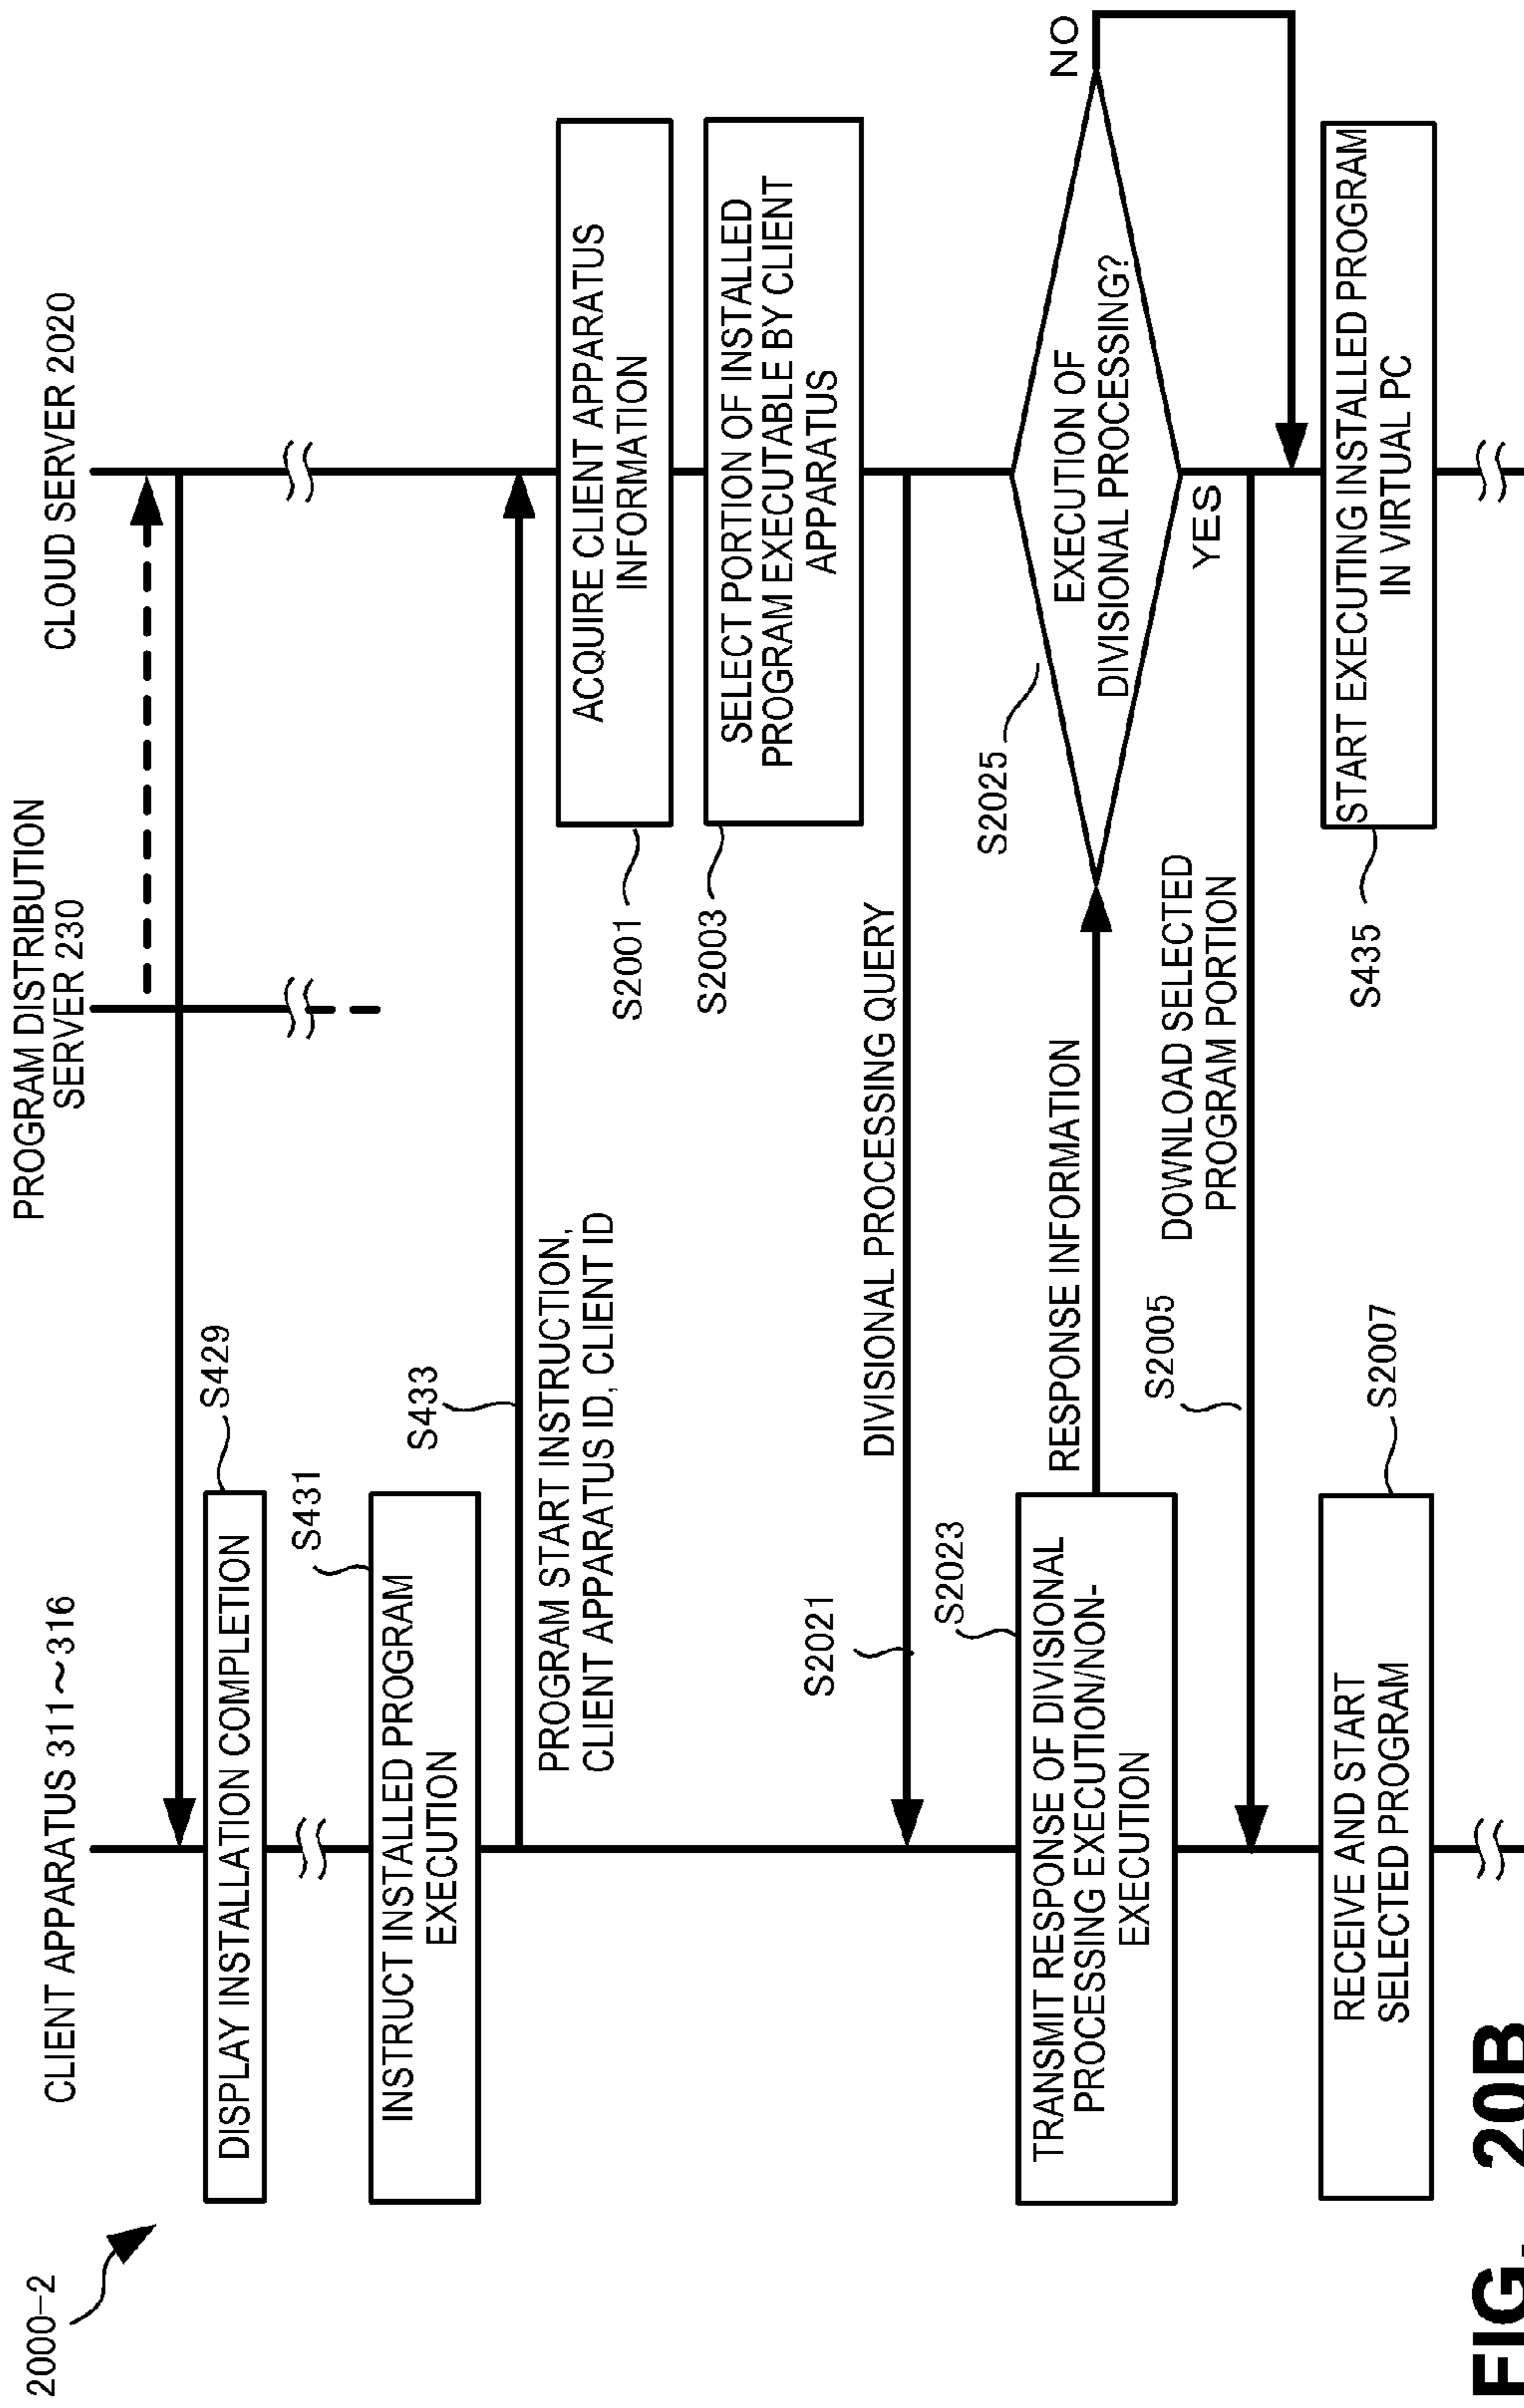 2000-2
CLIENT APPARATUS 311～316
PROGRAM DISTRIBUTION
SERVER 230
CLOUD SERVER 2020
S429
DISPLAY INSTALLATION COMPLETION
S431
INSTRUCT INSTALLED PROGRAM
EXECUTION
S433
PROGRAM START INSTRUCTION,
CLIENT APPARATUS ID, CLIENT ID
ACQUIRE CLIENT APPARATUS
INFORMATION
S2001
SELECT PORTION OF INSTALLED
PROGRAM EXECUTABLE BY CLIENT
APPARATUS
S2003
DIVISIONAL PROCESSING QUERY
S2021
S2023
TRANSMIT RESPONSE OF DIVISIONAL
PROCESSING EXECUTION/NON-
EXECUTION
RESPONSE INFORMATION
S2025
EXECUTION OF
DIVISIONAL PROCESSING?
NO
YES
DOWNLOAD SELECTED
PROGRAM PORTION
S2005
RECEIVE AND START
SELECTED PROGRAM
S2007
START EXECUTING INSTALLED PROGRAM
IN VIRTUAL PC
S435
FIG. 20B